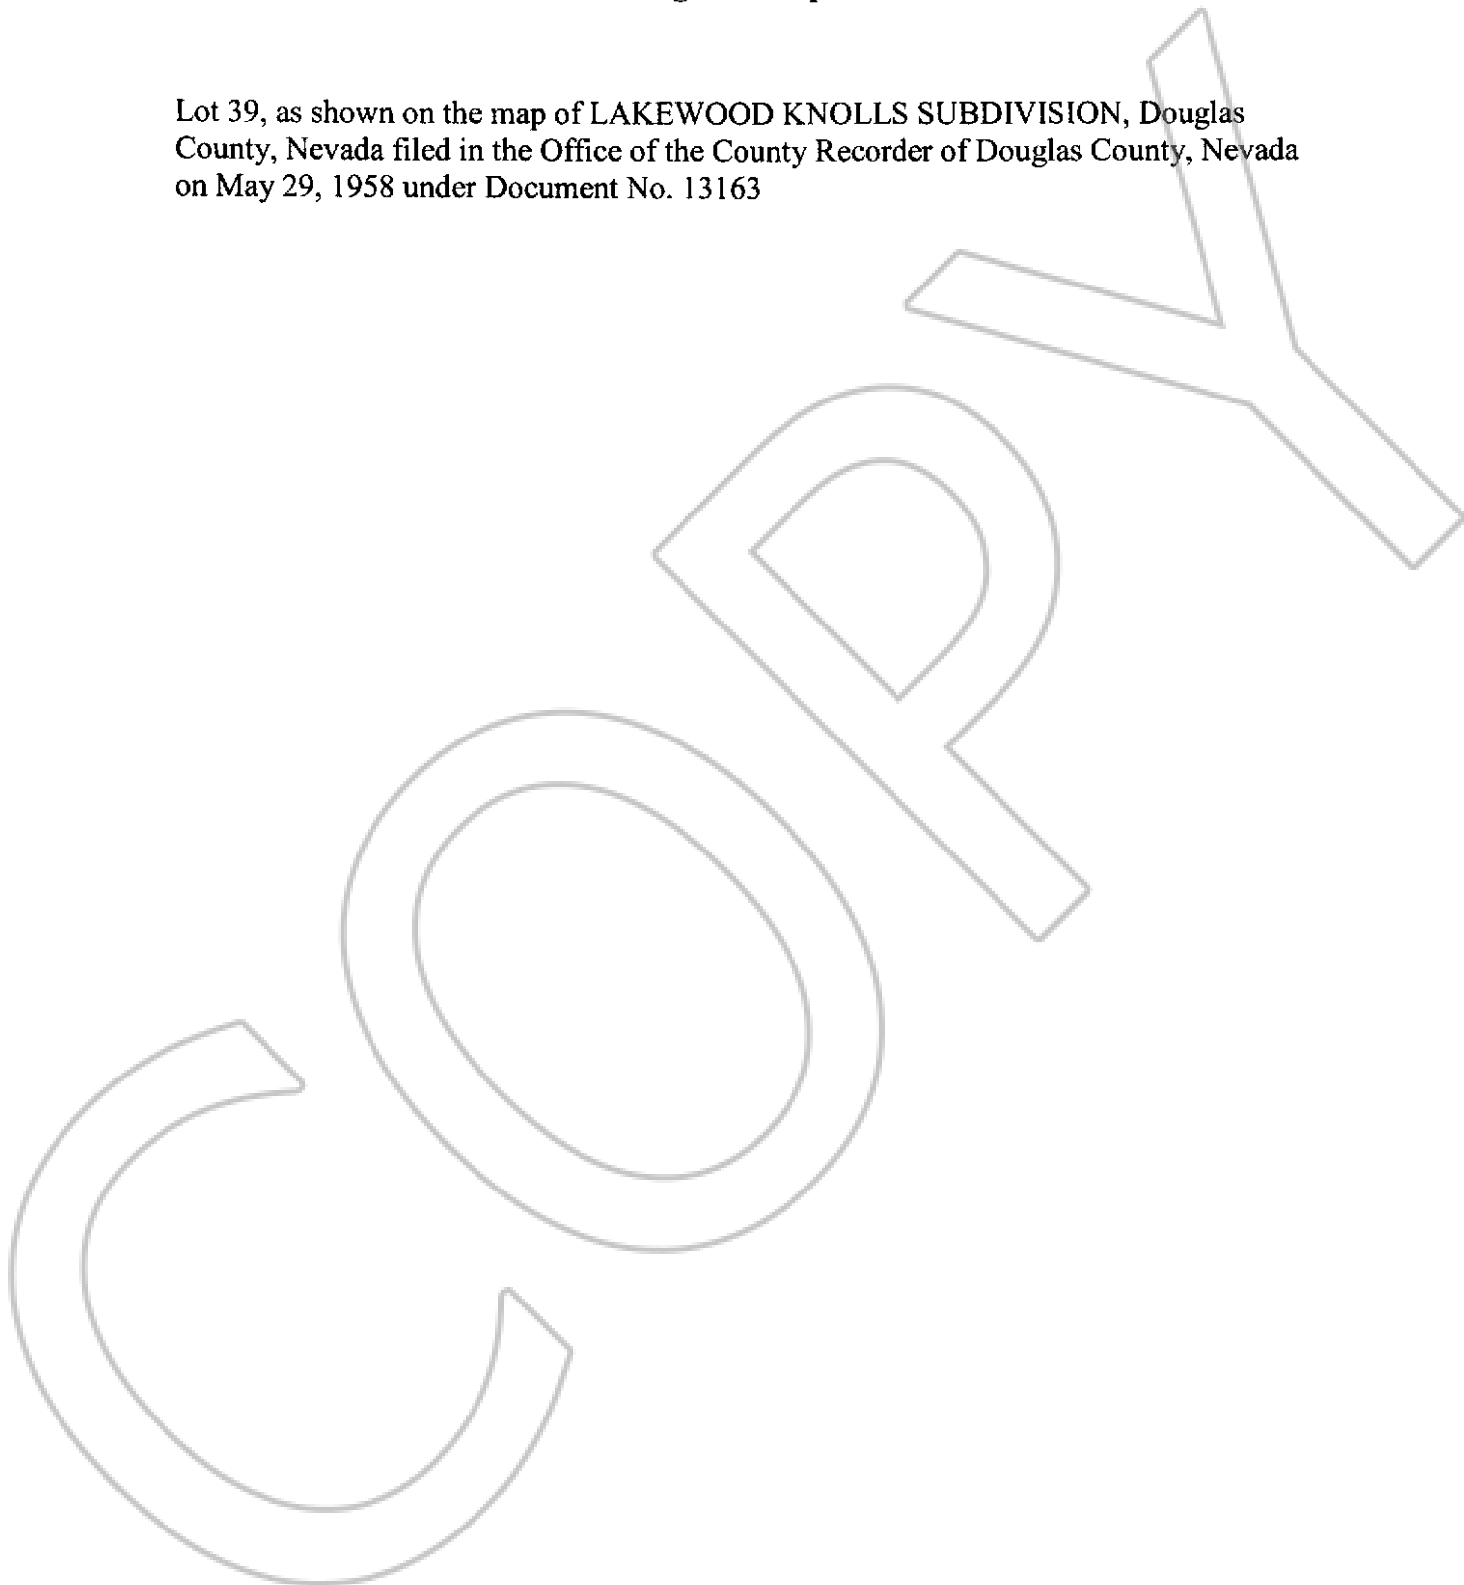 Lot 39, as shown on the map of LAKEWOOD KNOLLS SUBDIVISION, Douglas
County, Nevada filed in the Office of the County Recorder of Douglas County, Nevada
on May 29, 1958 under Document No. 13163
COPY